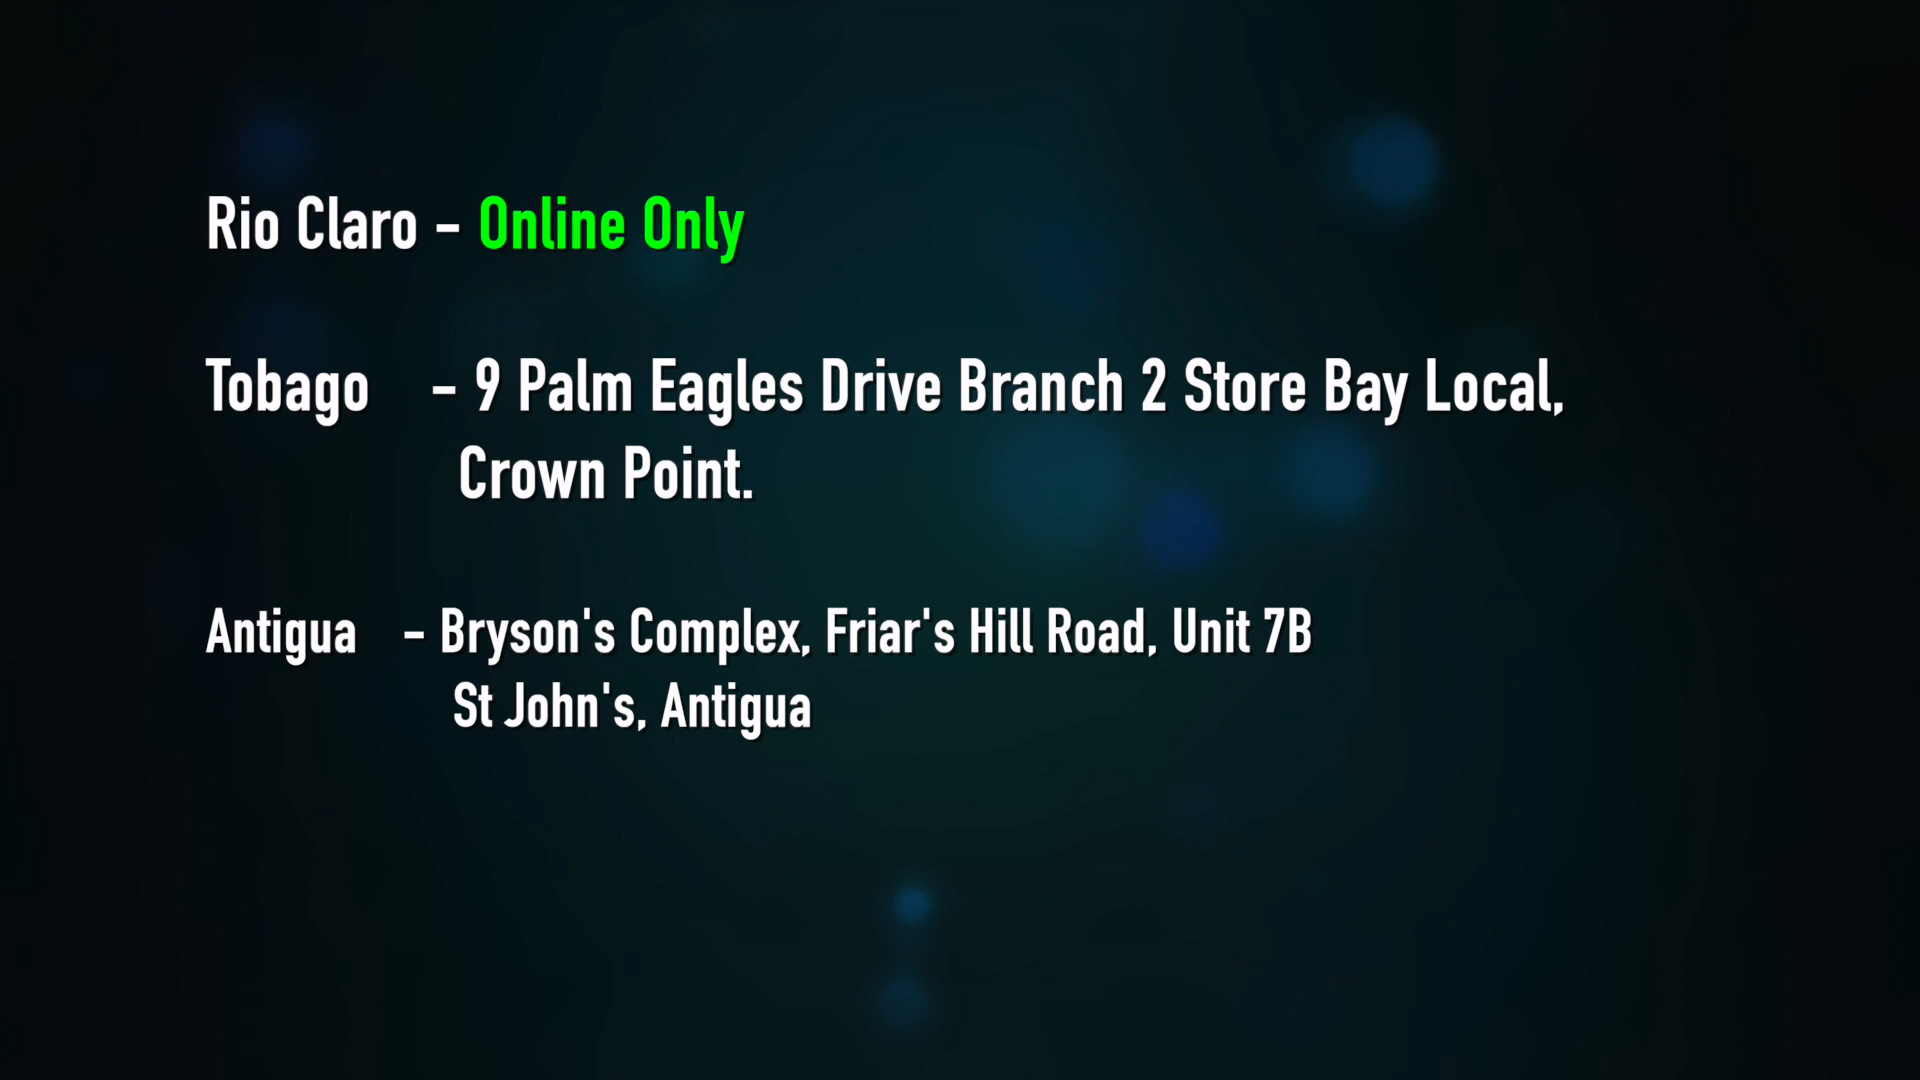 Rio Claro - Online Only
Tobago - 9 Palm Eagles Drive Branch 2 Store Bay Local,
Crown Point.
Antigua - Bryson's Complex, Friar's Hill Road, Unit 7B
St John's, Antigua